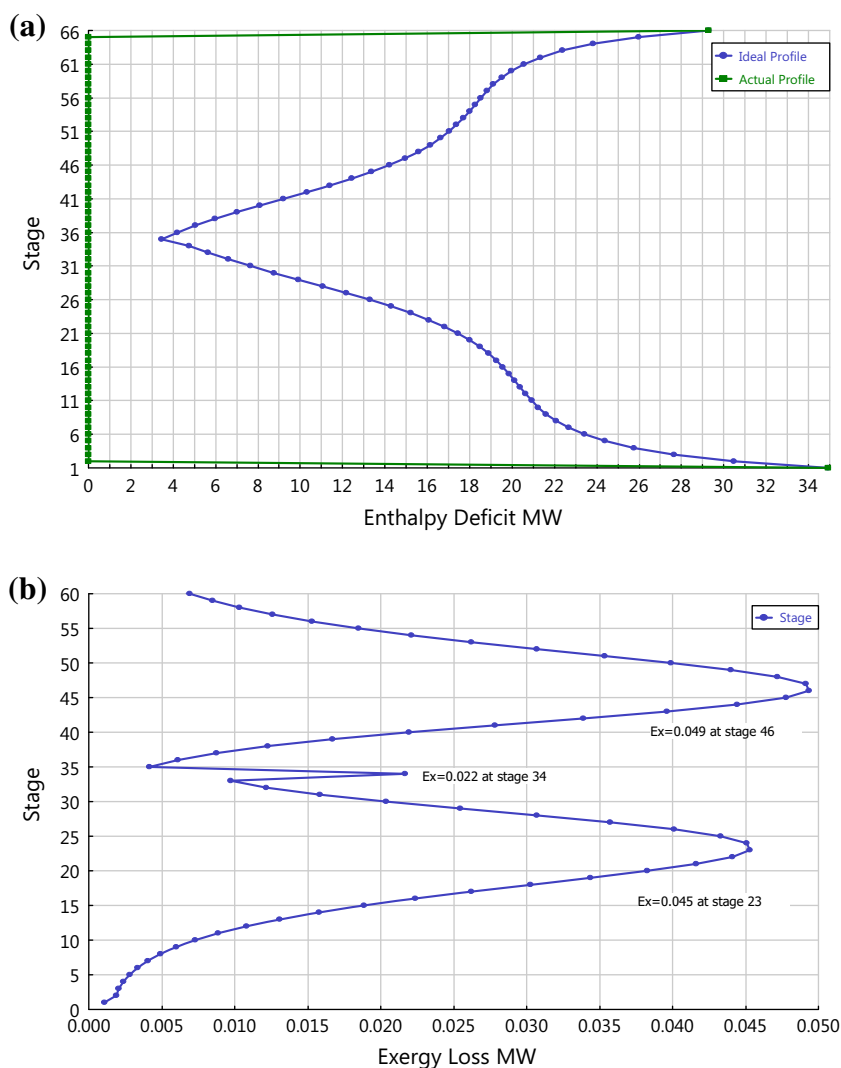 (a)
66
61
56
51
46
41
36
31
26
21
16
11
6
1
Stage
Ideal Profile
Actual Profile
0 2 4 6 8 10 12 14 16 18 20 22 24 26 28 30 32 34
Enthalpy Deficit MW
(b)
60
55
50
45
40
35
30
25
20
15
10
5
0
Stage
Stage
Ex=0.049 at stage 46
Ex=0.022 at stage 34
Ex=0.045 at stage 23
0.000 0.005 0.010 0.015 0.020 0.025 0.030 0.035 0.040 0.045 0.050
Exergy Loss MW